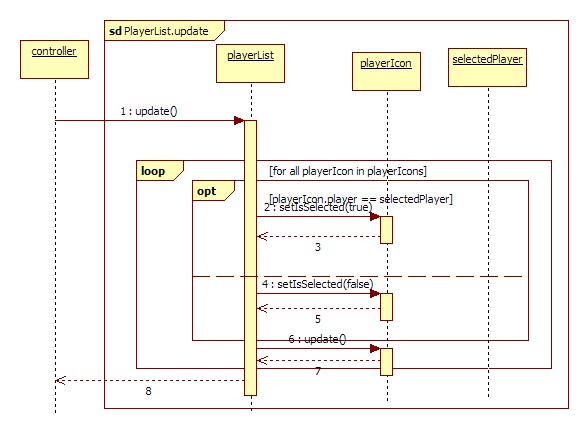 sd PlayerList.update
controller
playerList
playerIcon
selectedPlayer
1 : update()
loop
[for all playerIcon in playerIcons]
opt
[playerIcon.player == selectedPlayer]
2 : setIsSelected(true)
3
4 : setIsSelected(false)
5
6 : update()
7
8